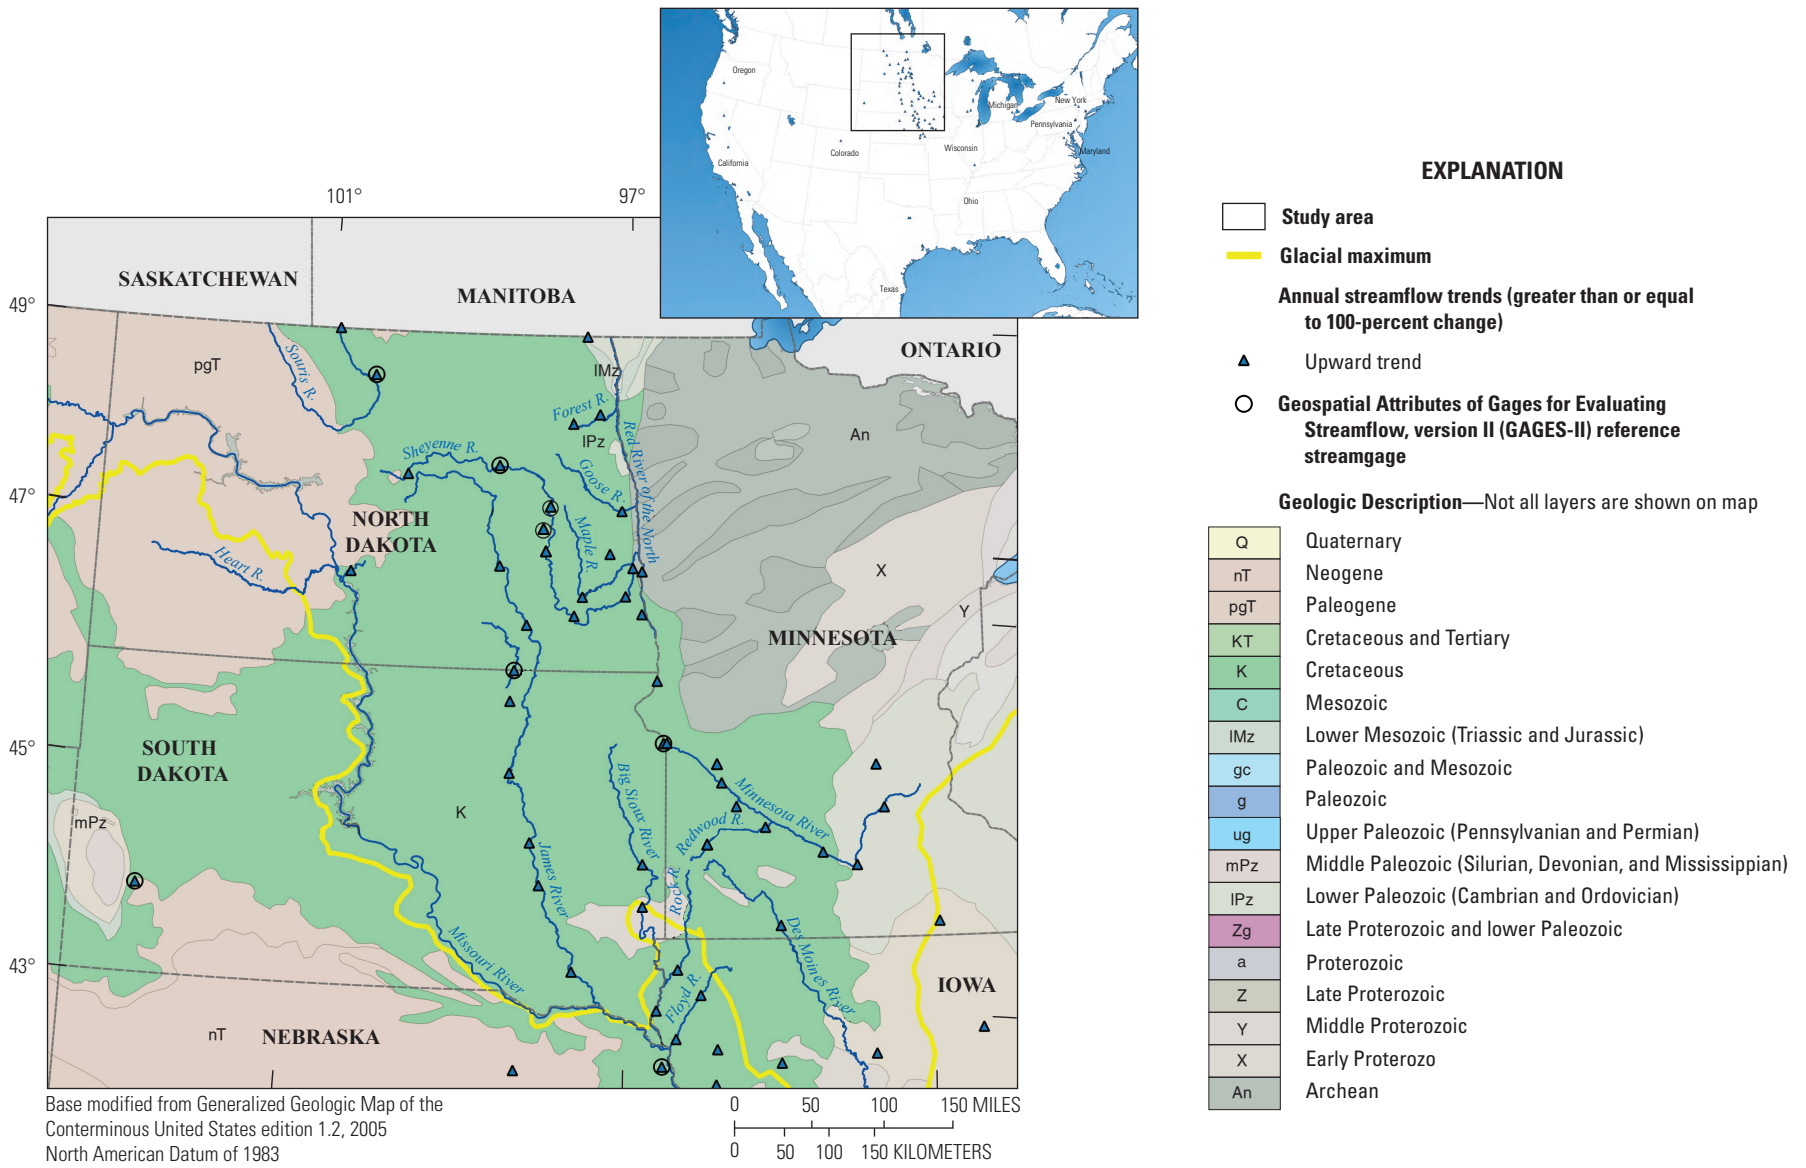 Oregon
California
Colorado
Texas
Wisconsin
Michigan
Ohio
New York
Pennsylvania
Maryland
101°
97°
49°
47°
45°
43°
SASKATCHEWAN
MANITOBA
ONTARIO
pgT
Souris R.
lMz
Forest R.
lPz
Red River of the North
An
Sheyenne R.
Goose R.
NORTH
DAKOTA
Maple R.
Heart R.
X
Y
MINNESOTA
SOUTH
DAKOTA
mPz
K
Big Sioux River
Minnesota River
Redwood R.
Rock R.
James River
Des Moines River
Missouri River
Floyd R.
IOWA
nT
NEBRASKA
Base modified from Generalized Geologic Map of the
Conterminous United States edition 1.2, 2005
North American Datum of 1983
0 50 100 150 MILES
0 50 100 150 KILOMETERS
EXPLANATION
Study area
Glacial maximum
Annual streamflow trends (greater than or equal
to 100-percent change)
Upward trend
Geospatial Attributes of Gages for Evaluating
Streamflow, version II (GAGES-II) reference
streamgage
Geologic Description—Not all layers are shown on map
Q Quaternary
nT Neogene
pgT Paleogene
KT Cretaceous and Tertiary
K Cretaceous
C Mesozoic
lMz Lower Mesozoic (Triassic and Jurassic)
gc Paleozoic and Mesozoic
g Paleozoic
ug Upper Paleozoic (Pennsylvanian and Permian)
mPz Middle Paleozoic (Silurian, Devonian, and Mississippian)
lPz Lower Paleozoic (Cambrian and Ordovician)
Zg Late Proterozoic and lower Paleozoic
a Proterozoic
Z Late Proterozoic
Y Middle Proterozoic
X Early Proterozo
An Archean